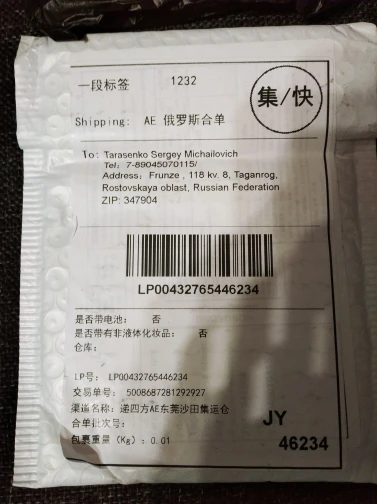 一段标签 1232
集/快
Shipping: AE 俄罗斯合单
To: Tarasenko Sergey Michailovich
Tel: 7-89045070115/
Address: Frunze , 118 kv. 8, Taganrog,
Rostovskaya oblast, Russian Federation
ZIP: 347904
LP00432765446234
是否带电池: 否
是否带有非液体化妆品: 否
仓库:
LP号: LP00432765446234
交易单号: 5008687281292927
渠道名称: 递四方AE东莞沙田集运仓
合单批次号:
JY
包裹重量(Kg): 0.01
46234